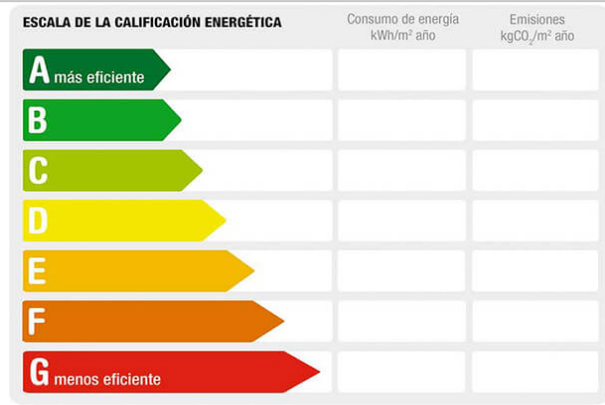 ESCALA DE LA CALIFICACIÓN ENERGÉTICA
Consumo de energía
kWh/m² año
Emisiones
kgCO₂/m² año
A más eficiente
B
C
D
E
F
G menos eficiente